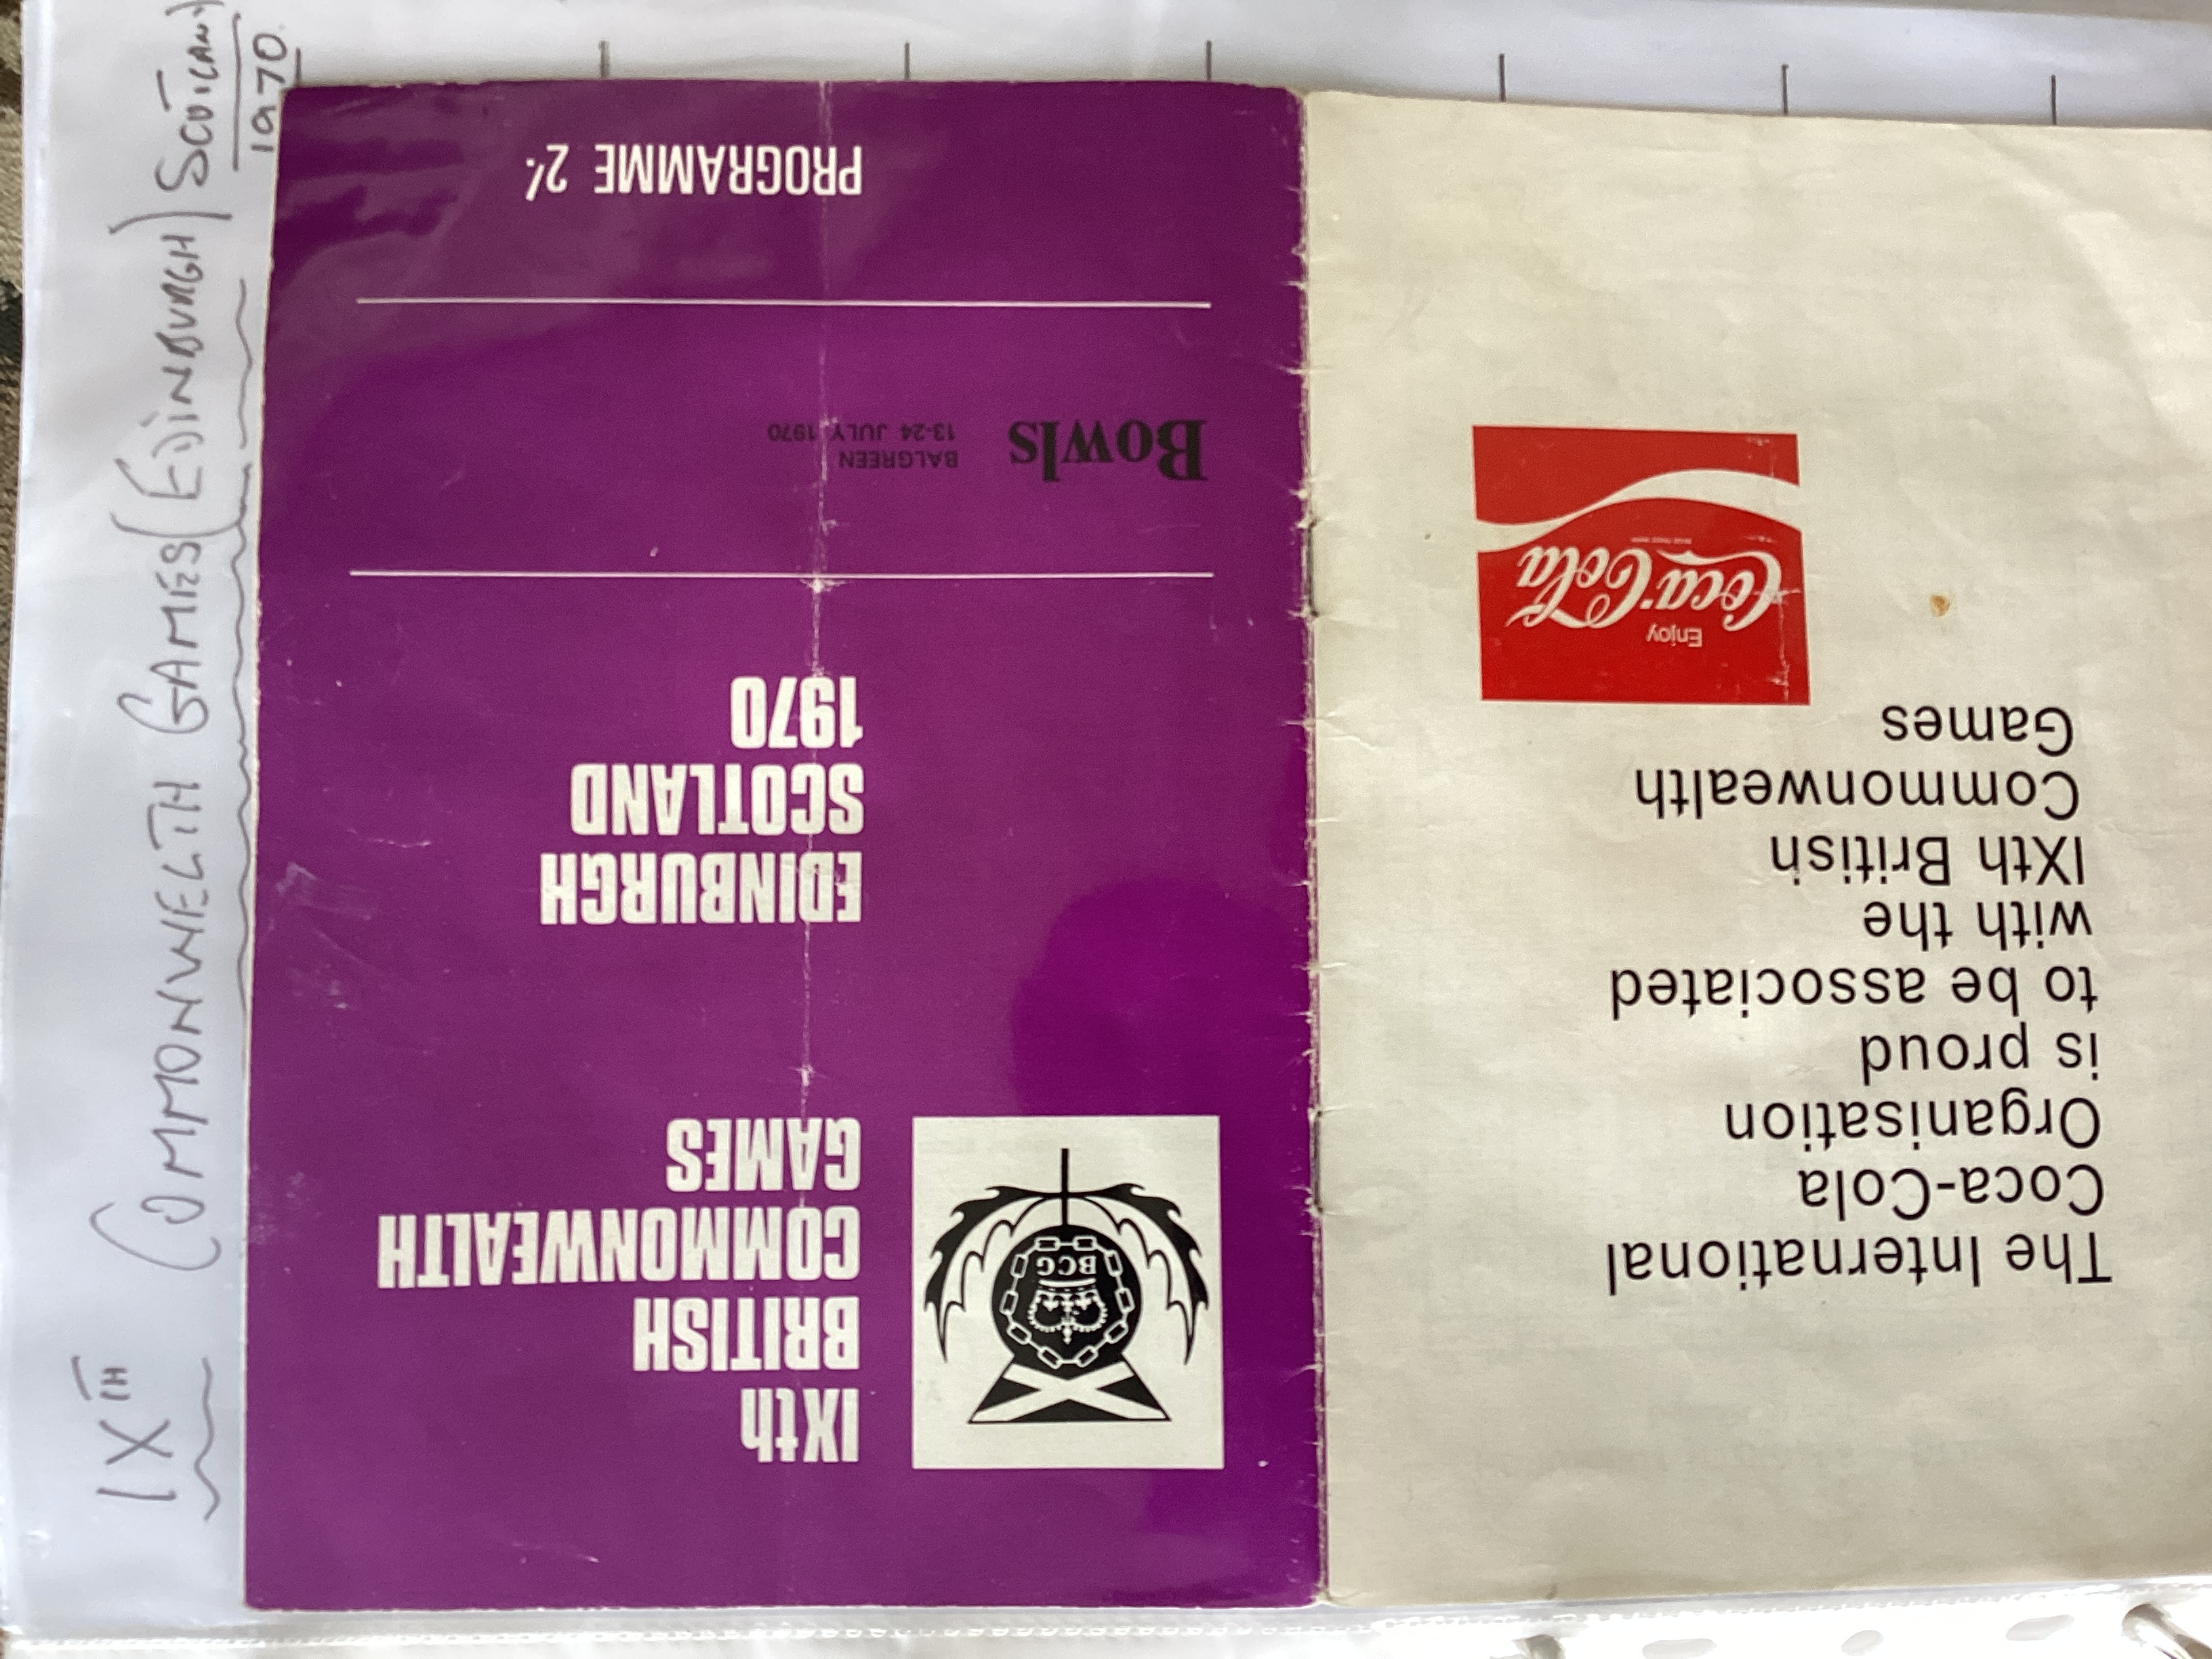 IXTH COMMONWELTH GAMES (EDINBURGH) SCOTLAND
1970
IXth
BRITISH
COMMONWEALTH
GAMES
BCG
EDINBURGH
SCOTLAND
1970
Bowls
BALGREEN
13-24 JULY 1970
PROGRAMME 2/-
The International
Coca-Cola
Organisation
is proud
to be associated
with the
IXth British
Commonwealth
Games
Enjoy
Coca-Cola